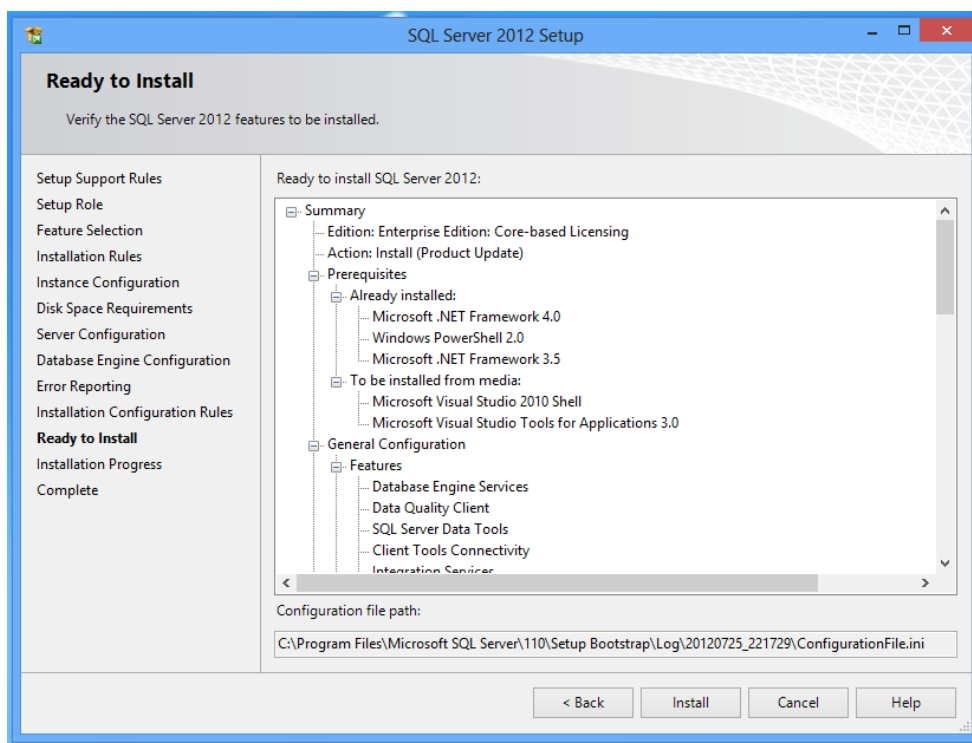 SQL Server 2012 Setup
Ready to Install
Verify the SQL Server 2012 features to be installed.
Setup Support Rules
Setup Role
Feature Selection
Installation Rules
Instance Configuration
Disk Space Requirements
Server Configuration
Database Engine Configuration
Error Reporting
Installation Configuration Rules
Ready to Install
Installation Progress
Complete
Ready to install SQL Server 2012:
Summary
Edition: Enterprise Edition: Core-based Licensing
Action: Install (Product Update)
Prerequisites
Already installed:
Microsoft .NET Framework 4.0
Windows PowerShell 2.0
Microsoft .NET Framework 3.5
To be installed from media:
Microsoft Visual Studio 2010 Shell
Microsoft Visual Studio Tools for Applications 3.0
General Configuration
Features
Database Engine Services
Data Quality Client
SQL Server Data Tools
Client Tools Connectivity
Integration Services
Configuration file path:
C:\Program Files\Microsoft SQL Server\110\Setup Bootstrap\Log\20120725_221729\ConfigurationFile.ini
< Back
Install
Cancel
Help